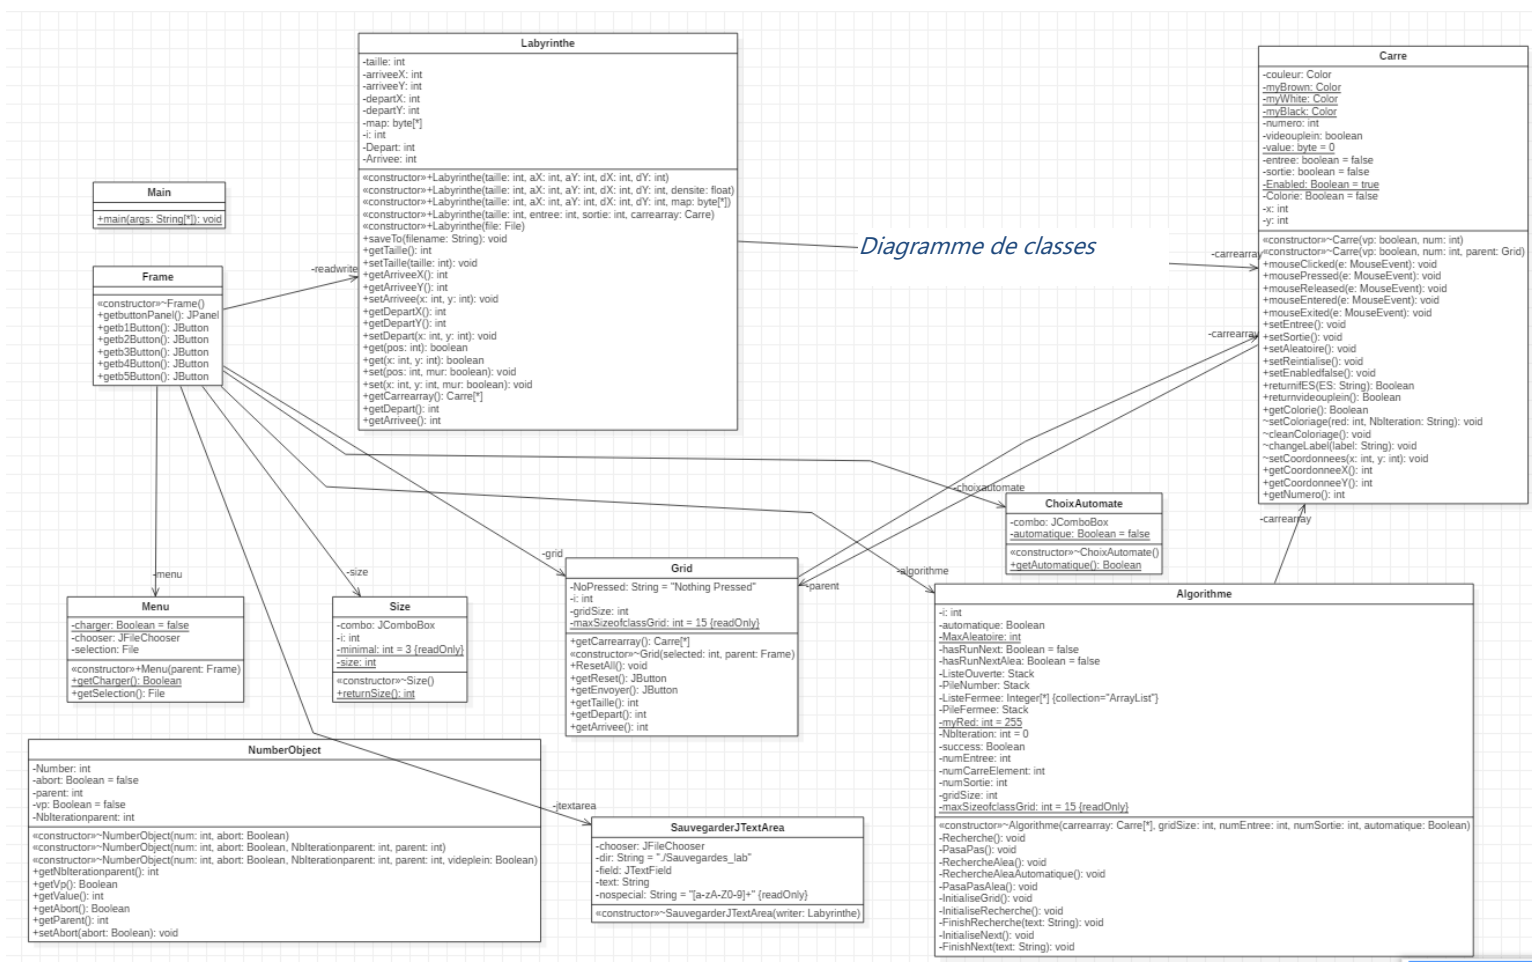 Labyrinthe
-taille: int
-arriveeX: int
-arriveeY: int
-departX: int
-departY: int
-map: byte[*]
-i: int
-Depart: int
-Arrivee: int
«constructor»+Labyrinthe(taille: int, aX: int, aY: int, dX: int, dY: int)
«constructor»+Labyrinthe(taille: int, aX: int, aY: int, dX: int, dY: int, densite: float)
«constructor»+Labyrinthe(taille: int, aX: int, aY: int, dX: int, dY: int, map: byte[*])
«constructor»+Labyrinthe(taille: int, entree: int, sortie: int, carrearray: Carre)
«constructor»+Labyrinthe(file: File)
+saveTo(filename: String): void
+getTaille(): int
+setTaille(taille: int): void
+getArriveeX(): int
+getArriveeY(): int
+setArrivee(x: int, y: int): void
+getDepartX(): int
+getDepartY(): int
+setDepart(x: int, y: int): void
+get(pos: int): boolean
+get(x: int, y: int): boolean
+set(pos: int, mur: boolean): void
+set(x: int, y: int, mur: boolean): void
+getCarrearray(): Carre[*]
+getDepart(): int
+getArrivee(): int
Carre
-couleur: Color
-myBrown: Color
-myWhite: Color
-myBlack: Color
-numero: int
-videouplein: boolean
-value: byte = 0
-entree: boolean = false
-sortie: boolean = false
-Enabled: Boolean = true
-Colorie: Boolean = false
-x: int
-y: int
«constructor»~Carre(vp: boolean, num: int)
«constructor»~Carre(vp: boolean, num: int, parent: Grid)
+mouseClicked(e: MouseEvent): void
+mousePressed(e: MouseEvent): void
+mouseReleased(e: MouseEvent): void
+mouseEntered(e: MouseEvent): void
+mouseExited(e: MouseEvent): void
+setEntree(): void
+setSortie(): void
+setAleatoire(): void
+setReintialise(): void
+setEnabledfalse(): void
+returnifES(ES: String): Boolean
+returnvideouplein(): Boolean
+getColorie(): Boolean
~setColoriage(red: int, NbIteration: String): void
~cleanColoriage(): void
~changeLabel(label: String): void
~setCoordonnees(x: int, y: int): void
+getCoordonneeX(): int
+getCoordonneeY(): int
+getNumero(): int
Main
+main(args: String[*]): void
Diagramme de classes
-carrearray
-readwrite
Frame
«constructor»~Frame()
+getbuttonPanel(): JPanel
+getb1Button(): JButton
+getb2Button(): JButton
+getb3Button(): JButton
+getb4Button(): JButton
+getb5Button(): JButton
-carrearray
-choixautomate
ChoixAutomate
-combo: JComboBox
-automatique: Boolean = false
«constructor»~ChoixAutomate()
+getAutomatique(): Boolean
-carrearray
-grid
-menu
-size
-algorithme
-parent
Grid
-NoPressed: String = "Nothing Pressed"
-i: int
-gridSize: int
-maxSizeofclassGrid: int = 15 {readOnly}
+getCarrearray(): Carre[*]
«constructor»~Grid(selected: int, parent: Frame)
+ResetAll(): void
+getReset(): JButton
+getEnvoyer(): JButton
+getTaille(): int
+getDepart(): int
+getArrivee(): int
Menu
-charger: Boolean = false
-chooser: JFileChooser
-selection: File
«constructor»+Menu(parent: Frame)
+getCharger(): Boolean
+getSelection(): File
Size
-combo: JComboBox
-i: int
-minimal: int = 3 {readOnly}
-size: int
«constructor»~Size()
+returnSize(): int
Algorithme
-i: int
-automatique: Boolean
-MaxAleatoire: int
-hasRunNext: Boolean = false
-hasRunNextAlea: Boolean = false
-ListeOuverte: Stack
-PileNumber: Stack
-ListeFermee: Integer[*] {collection="ArrayList"}
-PileFermee: Stack
-myRed: int = 255
-NbIteration: int = 0
-success: Boolean
-numEntree: int
-numCarreElement: int
-numSortie: int
-gridSize: int
-maxSizeofclassGrid: int = 15 {readOnly}
«constructor»~Algorithme(carrearray: Carre[*], gridSize: int, numEntree: int, numSortie: int, automatique: Boolean)
-Recherche(): void
-PasaPas(): void
-RechercheAlea(): void
-RechercheAleaAutomatique(): void
-PasaPasAlea(): void
-InitialiseGrid(): void
-InitialiseRecherche(): void
-FinishRecherche(text: String): void
-InitialiseNext(): void
-FinishNext(text: String): void
NumberObject
-Number: int
-abort: Boolean = false
-parent: int
-vp: Boolean = false
-NbIterationparent: int
«constructor»~NumberObject(num: int, abort: Boolean)
«constructor»~NumberObject(num: int, abort: Boolean, NbIterationparent: int, parent: int)
«constructor»~NumberObject(num: int, abort: Boolean, NbIterationparent: int, parent: int, videplein: Boolean)
+getNbIterationparent(): int
+getVp(): Boolean
+getValue(): int
+getAbort(): Boolean
+getParent(): int
+setAbort(abort: Boolean): void
-jtextarea
SauvegarderJTextArea
-chooser: JFileChooser
-dir: String = "./Sauvegardes_lab"
-field: JTextField
-text: String
-nospecial: String = "[a-zA-Z0-9]+" {readOnly}
«constructor»~SauvegarderJTextArea(writer: Labyrinthe)